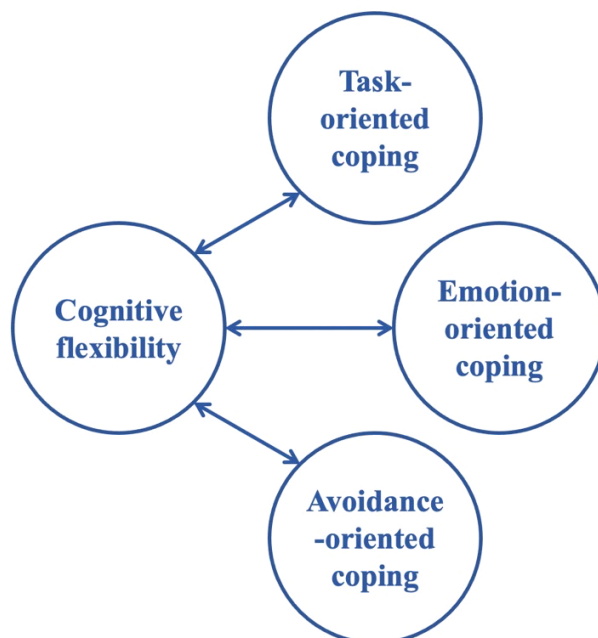 Task-
oriented
coping
Cognitive
flexibility
Emotion-
oriented
coping
Avoidance
-oriented
coping